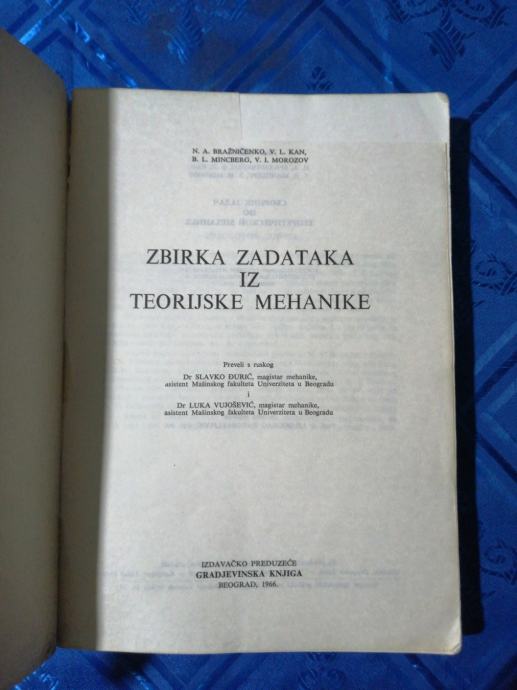 N. A. BRAŽNIČENKO, V. L. KAN,
B. L. MINCBERG, V. I. MOROZOV
ZBIRKA ZADATAKA
IZ
TEORIJSKE MEHANIKE
Preveli s ruskog
Dr SLAVKO ĐURIĆ, magistar mehanike,
asistent Mašinskog fakulteta Univerziteta u Beogradu
i
Dr LUKA VUJOŠEVIĆ, magistar mehanike,
asistent Mašinskog fakulteta Univerziteta u Beogradu
IZDAVAČKO PREDUZEĆE
GRADJEVINSKA KNJIGA
BEOGRAD, 1966.